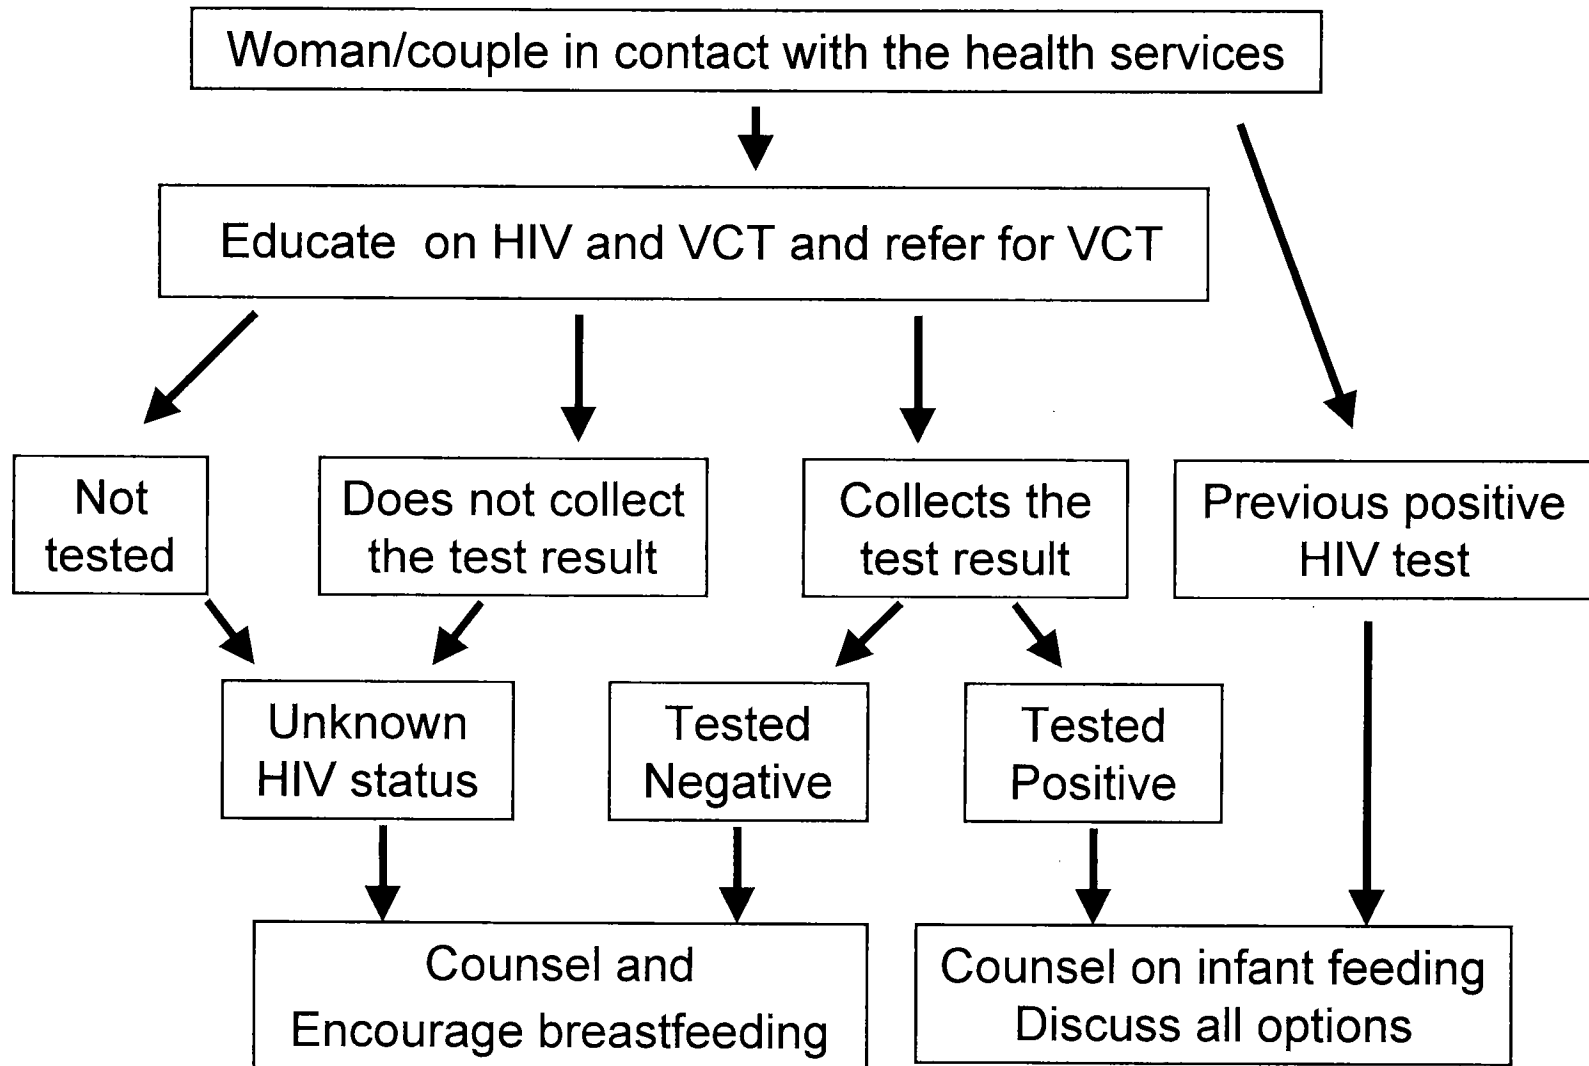 Woman/couple in contact with the health services
Educate on HIV and VCT and refer for VCT
Not
tested
Does not collect
the test result
Collects the
test result
Previous positive
HIV test
Unknown
HIV status
Tested
Negative
Tested
Positive
Counsel and
Encourage breastfeeding
Counsel on infant feeding
Discuss all options